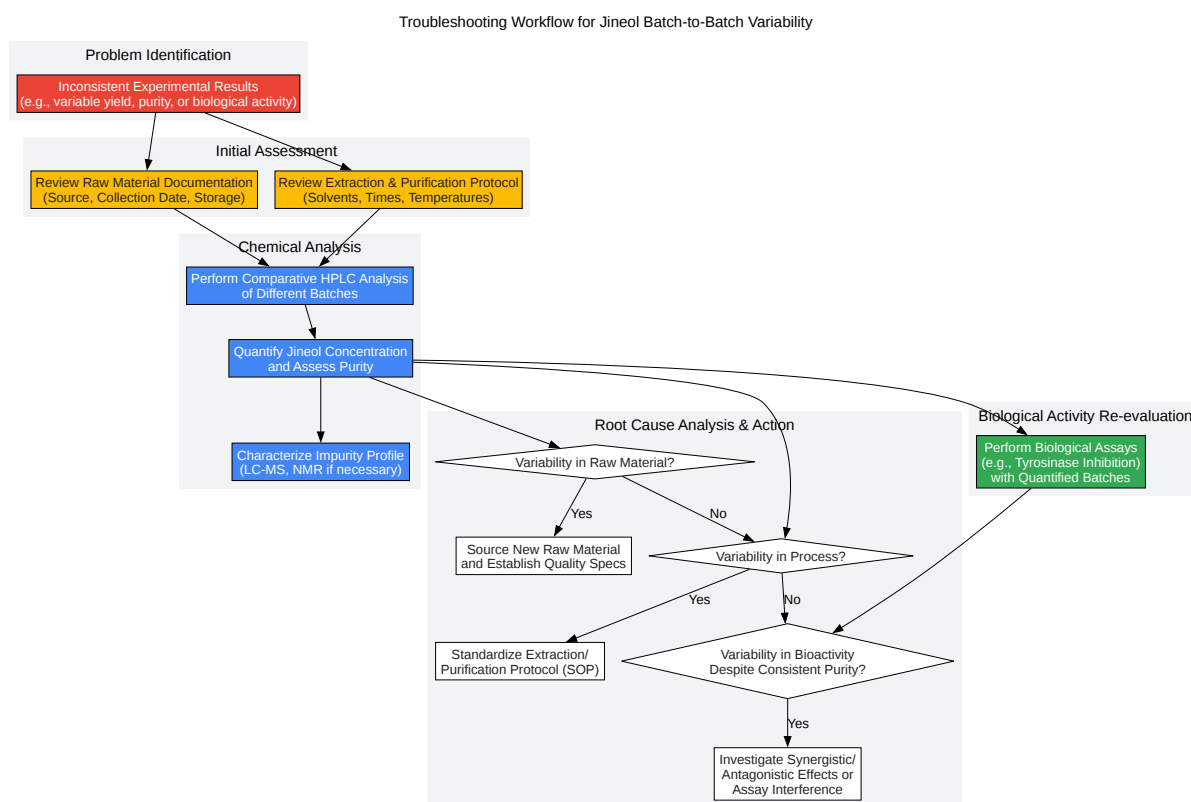 Troubleshooting Workflow for Jineol Batch-to-Batch Variability
Problem Identification
Inconsistent Experimental Results
(e.g., variable yield, purity, or biological activity)
Initial Assessment
Review Raw Material Documentation
(Source, Collection Date, Storage)
Review Extraction & Purification Protocol
(Solvents, Times, Temperatures)
Chemical Analysis
Perform Comparative HPLC Analysis
of Different Batches
Quantify Jineol Concentration
and Assess Purity
Characterize Impurity Profile
(LC-MS, NMR if necessary)
Root Cause Analysis & Action
Variability in Raw Material?
Yes
No
Source New Raw Material
and Establish Quality Specs
Variability in Process?
Yes
No
Standardize Extraction/
Purification Protocol (SOP)
Variability in Bioactivity
Despite Consistent Purity?
Yes
Investigate Synergistic/
Antagonistic Effects or
Assay Interference
Biological Activity Re-evaluation
Perform Biological Assays
(e.g., Tyrosinase Inhibition)
with Quantified Batches